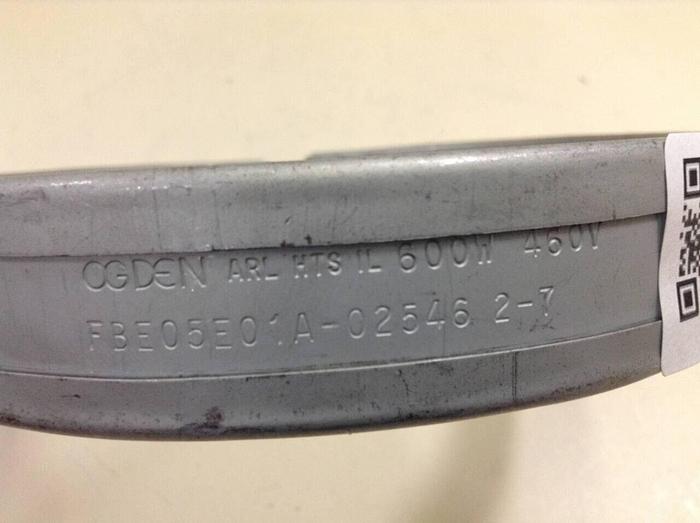 OGDEN ARL HTS IL 600W 460V
FBE05E01A-02546 2-7